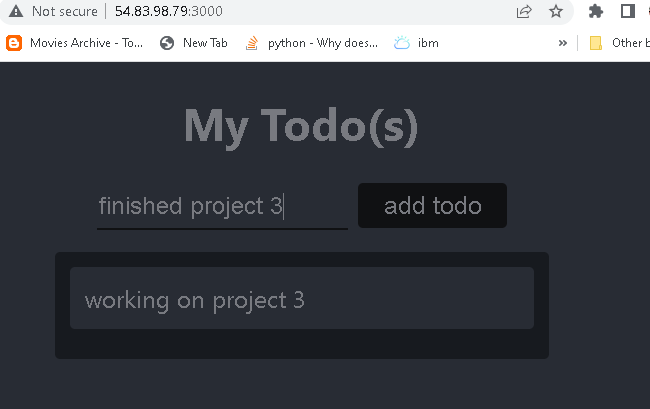 Not secure | 54.83.98.79:3000
Movies Archive - To... New Tab python - Why does... ibm » Other b
My Todo(s)
finished project 3 add todo
working on project 3